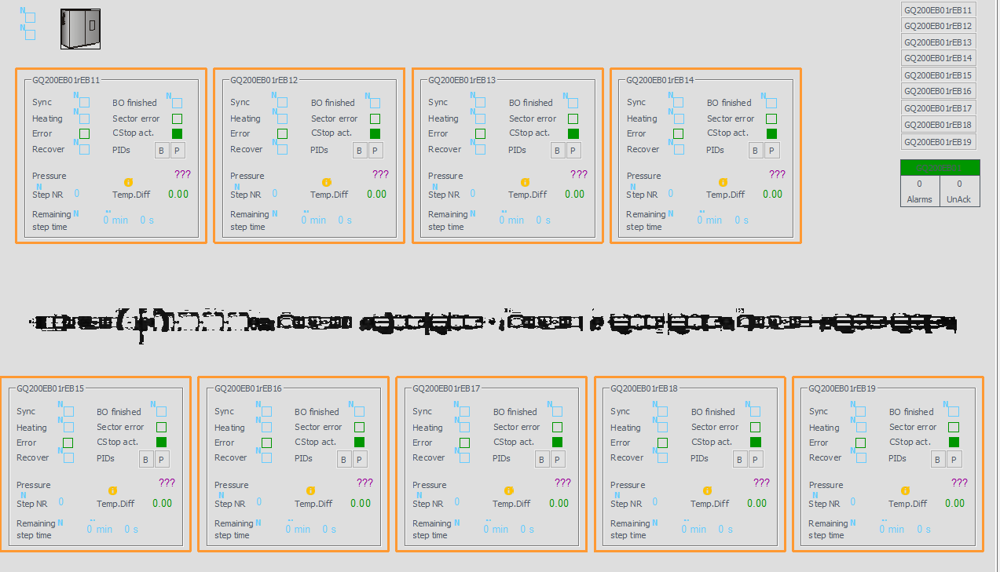 N
N
GQ200EB01rEB11
GQ200EB01rEB12
GQ200EB01rEB13
GQ200EB01rEB14
GQ200EB01rEB15
GQ200EB01rEB16
GQ200EB01rEB17
GQ200EB01rEB18
GQ200EB01rEB19
0 0
Alarms UnAck
GQ200EB01rEB11
Sync N BO finished N
Heating N Sector error
Error CStop act.
Recover N PIDs B P
Pressure ???
N
Step NR 0 Temp.Diff 0.00
Remaining N
step time 0 min 0 s
GQ200EB01rEB12
Sync N BO finished N
Heating N Sector error
Error CStop act.
Recover N PIDs B P
Pressure ???
N
Step NR 0 Temp.Diff 0.00
Remaining N
step time 0 min 0 s
GQ200EB01rEB13
Sync N BO finished N
Heating N Sector error
Error CStop act.
Recover N PIDs B P
Pressure ???
N
Step NR 0 Temp.Diff 0.00
Remaining N
step time 0 min 0 s
GQ200EB01rEB14
Sync N BO finished N
Heating N Sector error
Error CStop act.
Recover N PIDs B P
Pressure ???
N
Step NR 0 Temp.Diff 0.00
Remaining N
step time 0 min 0 s
GQ200EB01rEB15
Sync N BO finished N
Heating N Sector error
Error CStop act.
Recover N PIDs B P
Pressure ???
N
Step NR 0 Temp.Diff 0.00
Remaining N
step time 0 min 0 s
GQ200EB01rEB16
Sync N BO finished N
Heating N Sector error
Error CStop act.
Recover N PIDs B P
Pressure ???
N
Step NR 0 Temp.Diff 0.00
Remaining N
step time 0 min 0 s
GQ200EB01rEB17
Sync N BO finished N
Heating N Sector error
Error CStop act.
Recover N PIDs B P
Pressure ???
N
Step NR 0 Temp.Diff 0.00
Remaining N
step time 0 min 0 s
GQ200EB01rEB18
Sync N BO finished N
Heating N Sector error
Error CStop act.
Recover N PIDs B P
Pressure ???
N
Step NR 0 Temp.Diff 0.00
Remaining N
step time 0 min 0 s
GQ200EB01rEB19
Sync N BO finished N
Heating N Sector error
Error CStop act.
Recover N PIDs B P
Pressure ???
N
Step NR 0 Temp.Diff 0.00
Remaining N
step time 0 min 0 s